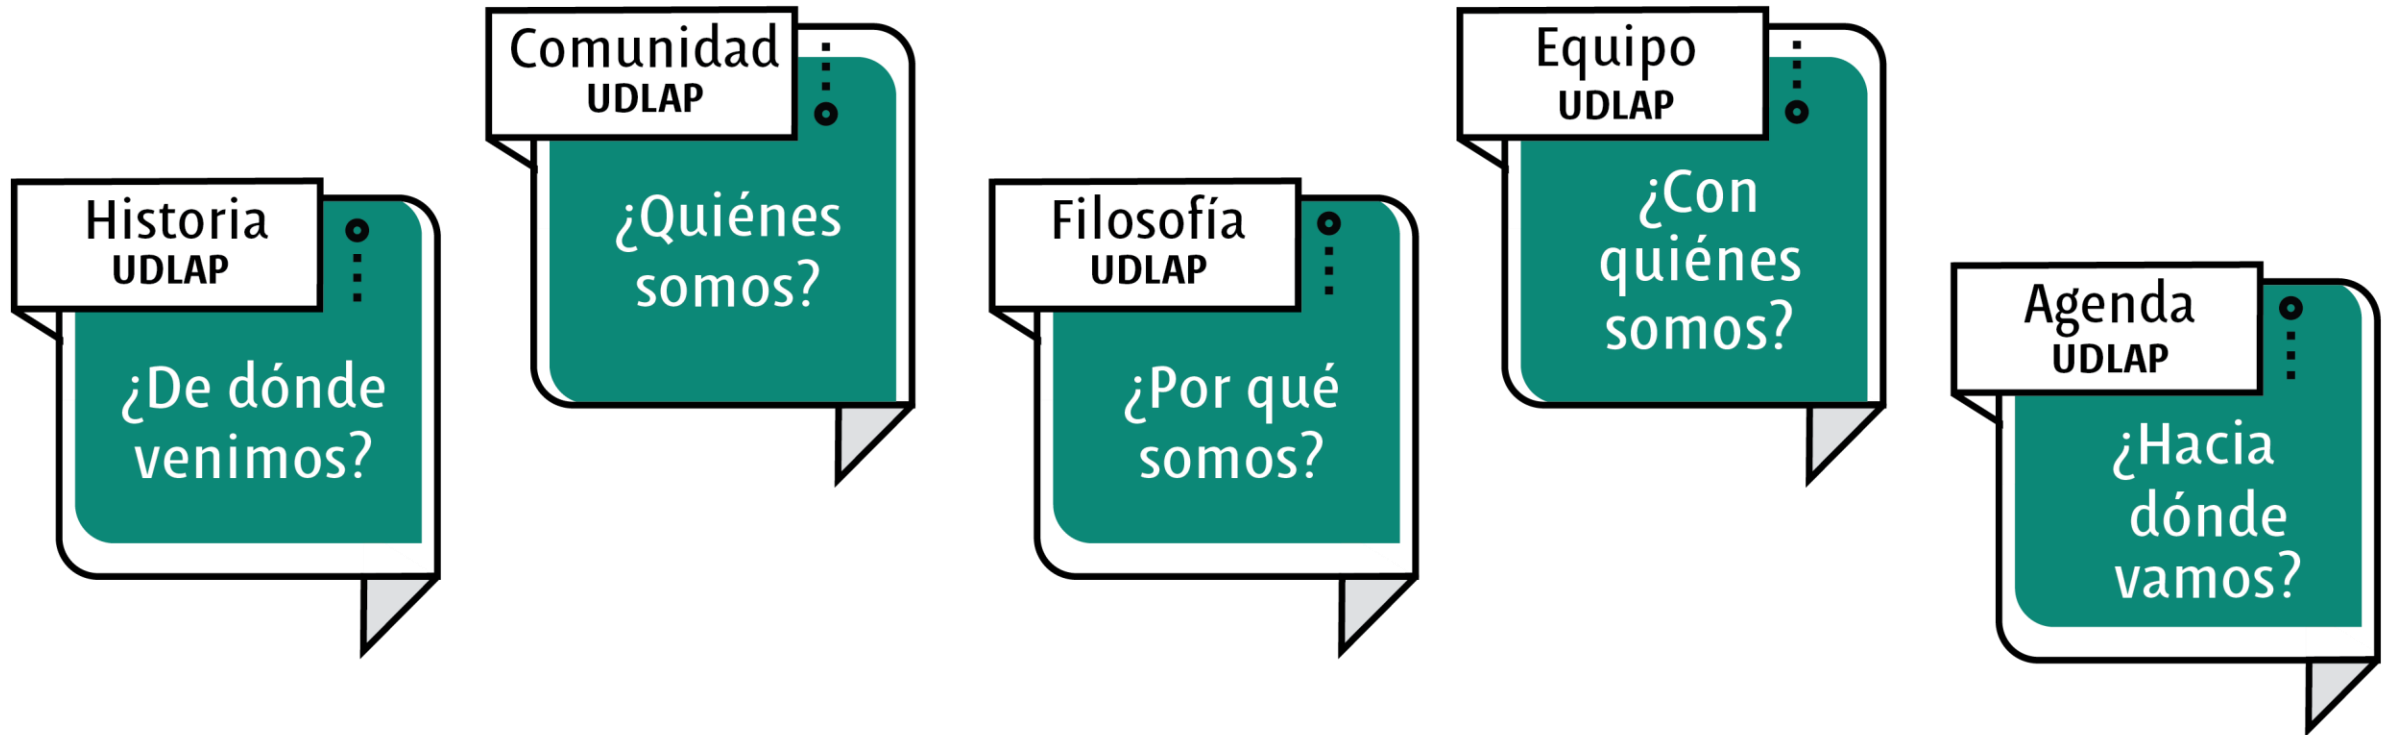 Historia
UDLAP
¿De dónde
venimos?
Comunidad
UDLAP
¿Quiénes
somos?
Filosofía
UDLAP
¿Por qué
somos?
Equipo
UDLAP
¿Con
quiénes
somos?
Agenda
UDLAP
¿Hacia
dónde
vamos?